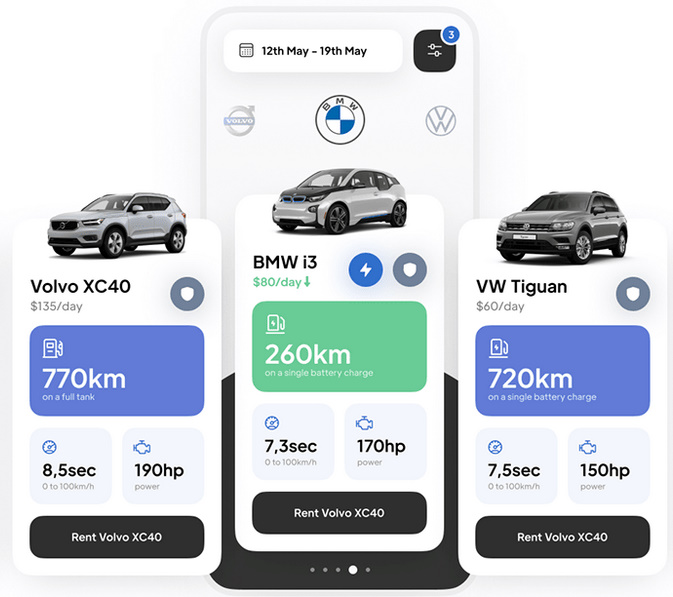 12th May - 19th May
3
VOLVO
BMW
Volvo XC40
$135/day
770km
on a full tank
8,5sec
0 to 100km/h
190hp
power
Rent Volvo XC40
BMW i3
$80/day
260km
on a single battery charge
7,3sec
0 to 100km/h
170hp
power
Rent Volvo XC40
VW Tiguan
$60/day
720km
on a single battery charge
7,5sec
0 to 100km/h
150hp
power
Rent Volvo XC40